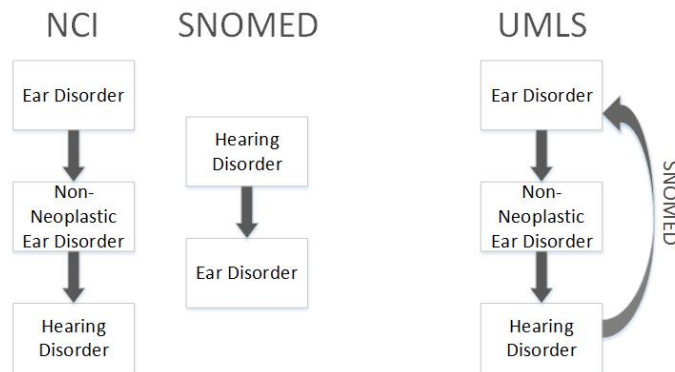 NCI
SNOMED
UMLS
Ear Disorder
Non-
Neoplastic
Ear Disorder
Hearing
Disorder
Hearing
Disorder
Ear Disorder
Ear Disorder
Non-
Neoplastic
Ear Disorder
Hearing
Disorder
SNOMED